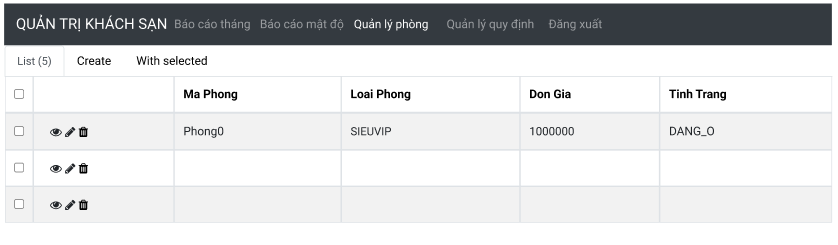 QUẢN TRỊ KHÁCH SẠN Báo cáo tháng Báo cáo mật độ Quản lý phòng Quản lý quy định Đăng xuất
List (5) Create With selected
Ma Phong Loai Phong Don Gia Tinh Trang
Phong0 SIEUVIP 1000000 DANG_O